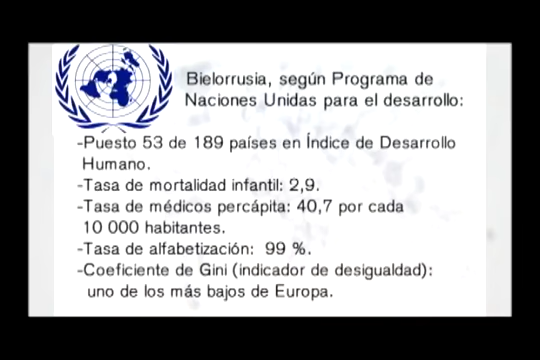 Bielorrusia, según Programa de
Naciones Unidas para el desarrollo:
-Puesto 53 de 189 países en Índice de Desarrollo
Humano.
-Tasa de mortalidad infantil: 2,9.
-Tasa de médicos percápita: 40,7 por cada
10 000 habitantes.
-Tasa de alfabetización: 99 %.
-Coeficiente de Gini (indicador de desigualdad):
uno de los más bajos de Europa.